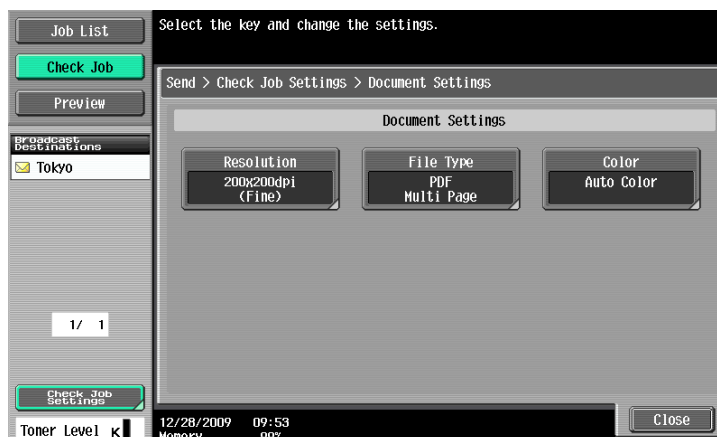 Job List
Select the key and change the settings.
Check Job
Send > Check Job Settings > Document Settings
Preview
Document Settings
Broadcast
Destinations
Tokyo
Resolution
200x200dpi
(Fine)
File Type
PDF
Multi Page
Color
Auto Color
1/ 1
Check Job
Settings
Close
Toner Level K
12/28/2009 09:53
Memory